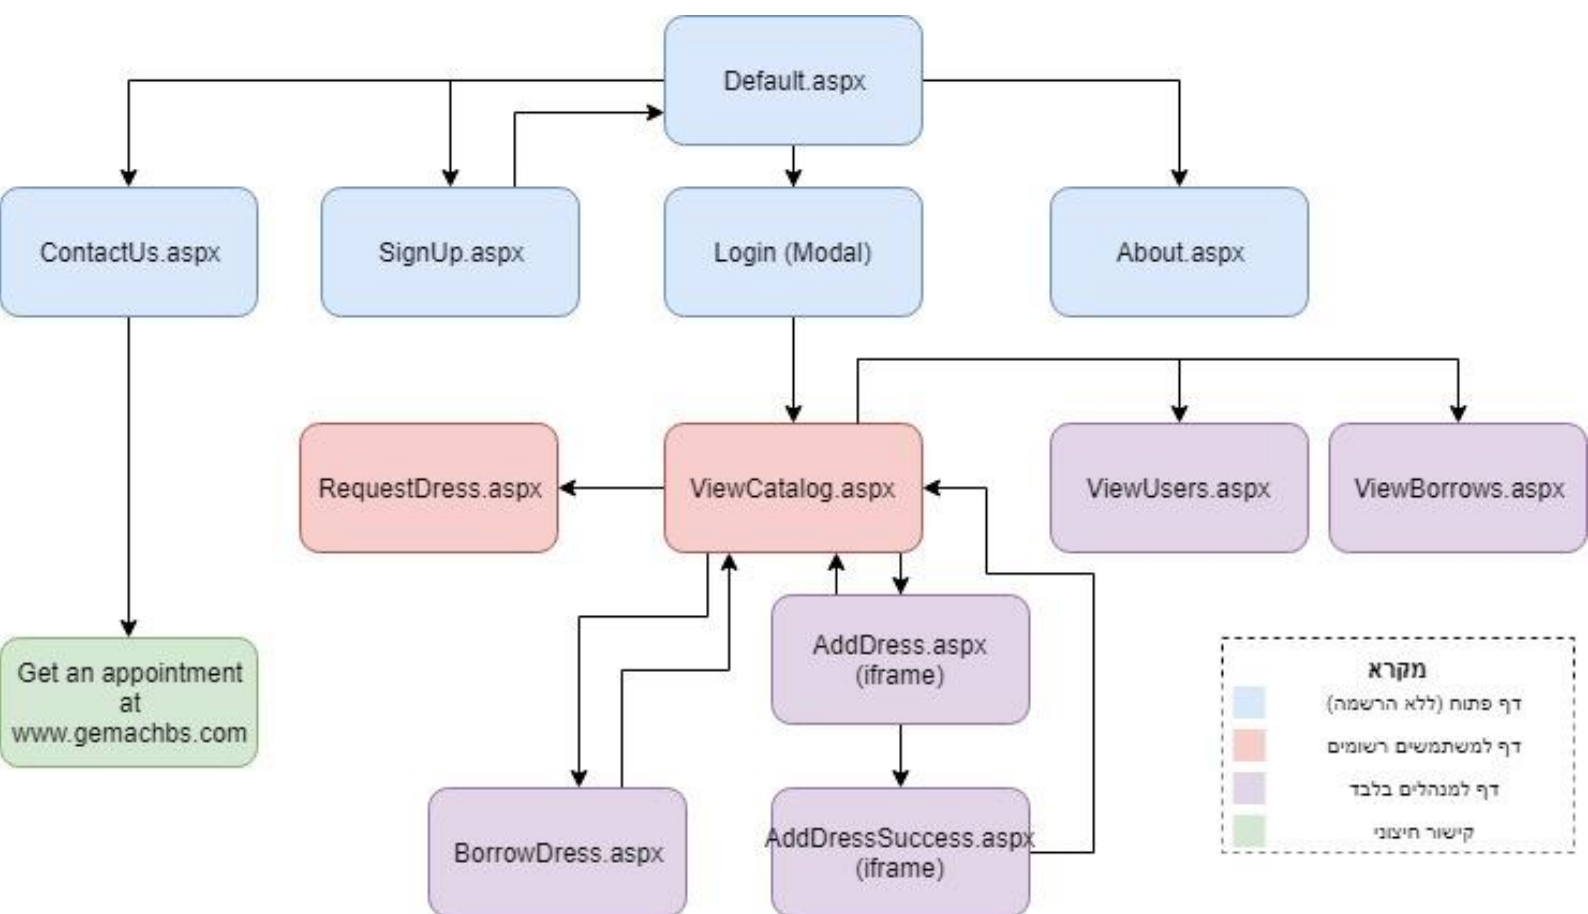 Default.aspx
ContactUs.aspx
SignUp.aspx
Login (Modal)
About.aspx
RequestDress.aspx
ViewCatalog.aspx
ViewUsers.aspx
ViewBorrows.aspx
Get an appointment
at
www.gemachbs.com
AddDress.aspx
(iframe)
BorrowDress.aspx
AddDressSuccess.aspx
(iframe)
מקרא
דף פתוח (ללא הרשמה)
דף למשתמשים רשומים
דף למנהלים בלבד
קישור חיצוני